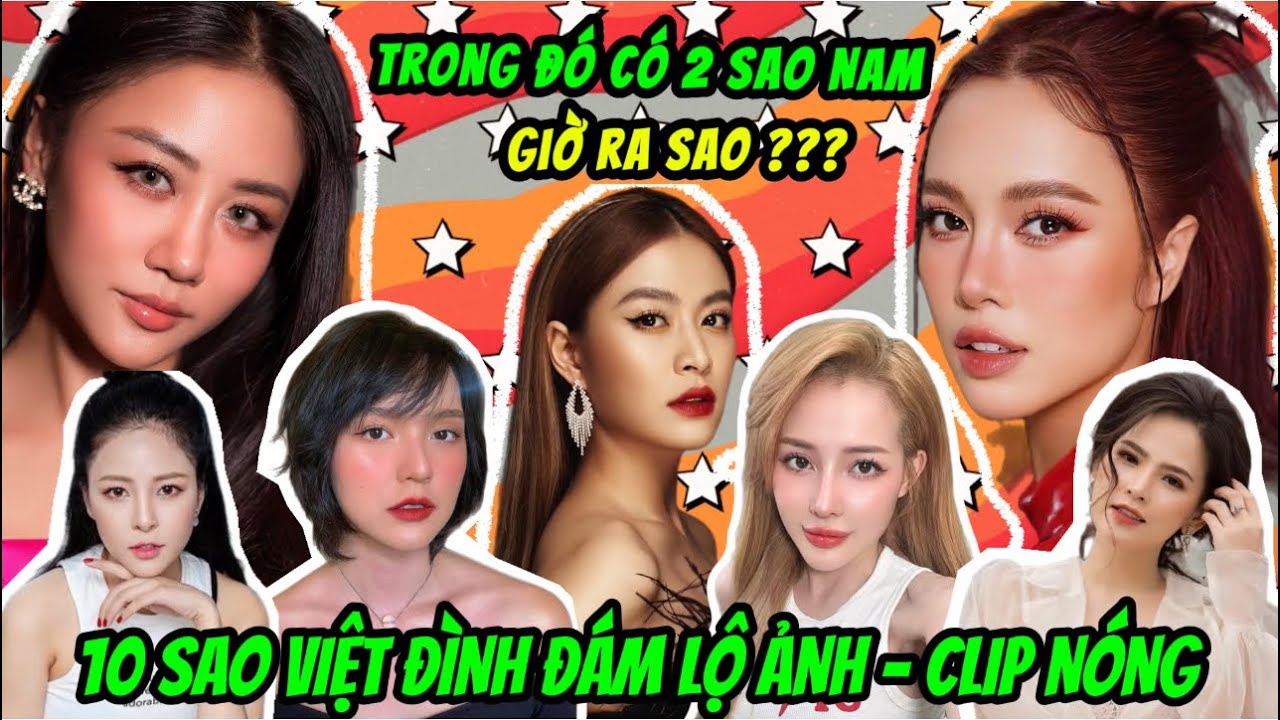 TRONG ĐÓ CÓ 2 SAO NAM
GIỜ RA SAO ???
10 SAO VIỆT ĐÌNH ĐÁM LỘ ẢNH - CLIP NÓNG